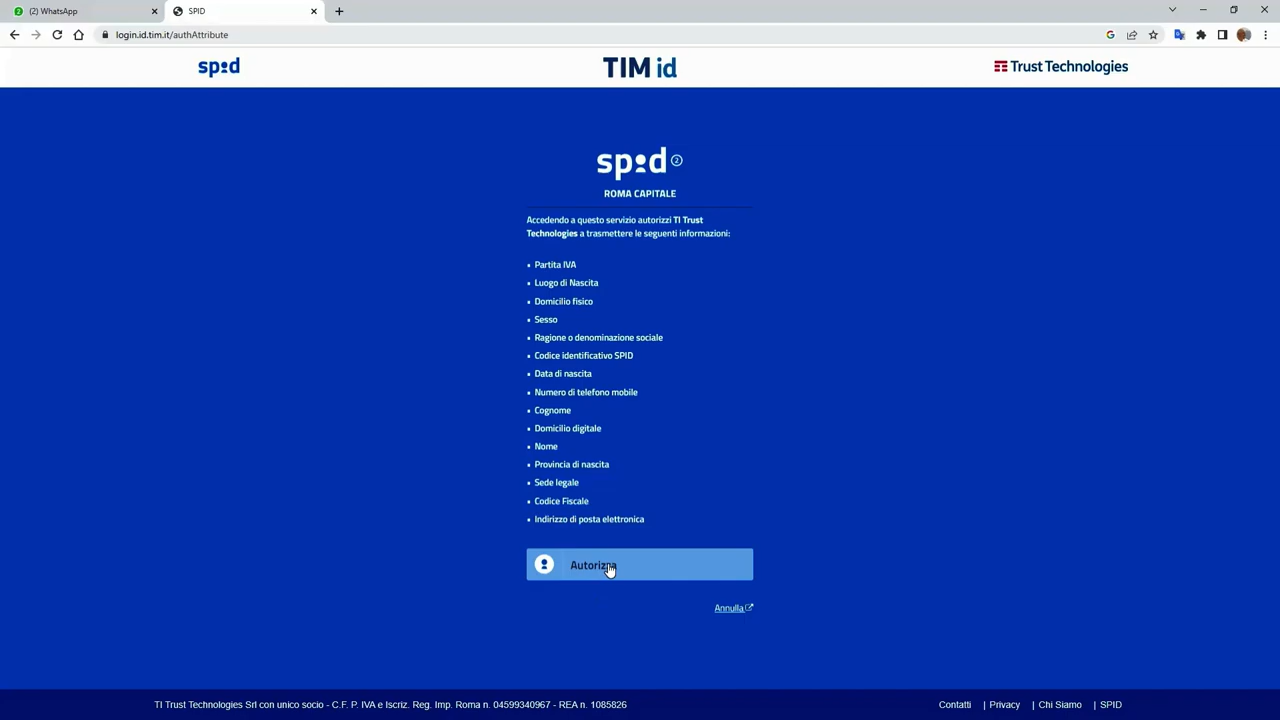 (2) WhatsApp
SPID
login.id.tim.it/authAttribute
spid
TIM id
Trust Technologies
spid 2
ROMA CAPITALE
Accedendo a questo servizio autorizzi TI Trust
Technologies a trasmettere le seguenti informazioni:
Partita IVA
Luogo di Nascita
Domicilio fisico
Sesso
Ragione o denominazione sociale
Codice identificativo SPID
Data di nascita
Numero di telefono mobile
Cognome
Domicilio digitale
Nome
Provincia di nascita
Sede legale
Codice Fiscale
Indirizzo di posta elettronica
Autorizza
Annulla
TI Trust Technologies Srl con unico socio - C.F. P. IVA e Iscriz. Reg. Imp. Roma n. 04599340967 - REA n. 1085826
Contatti | Privacy | Chi Siamo | SPID